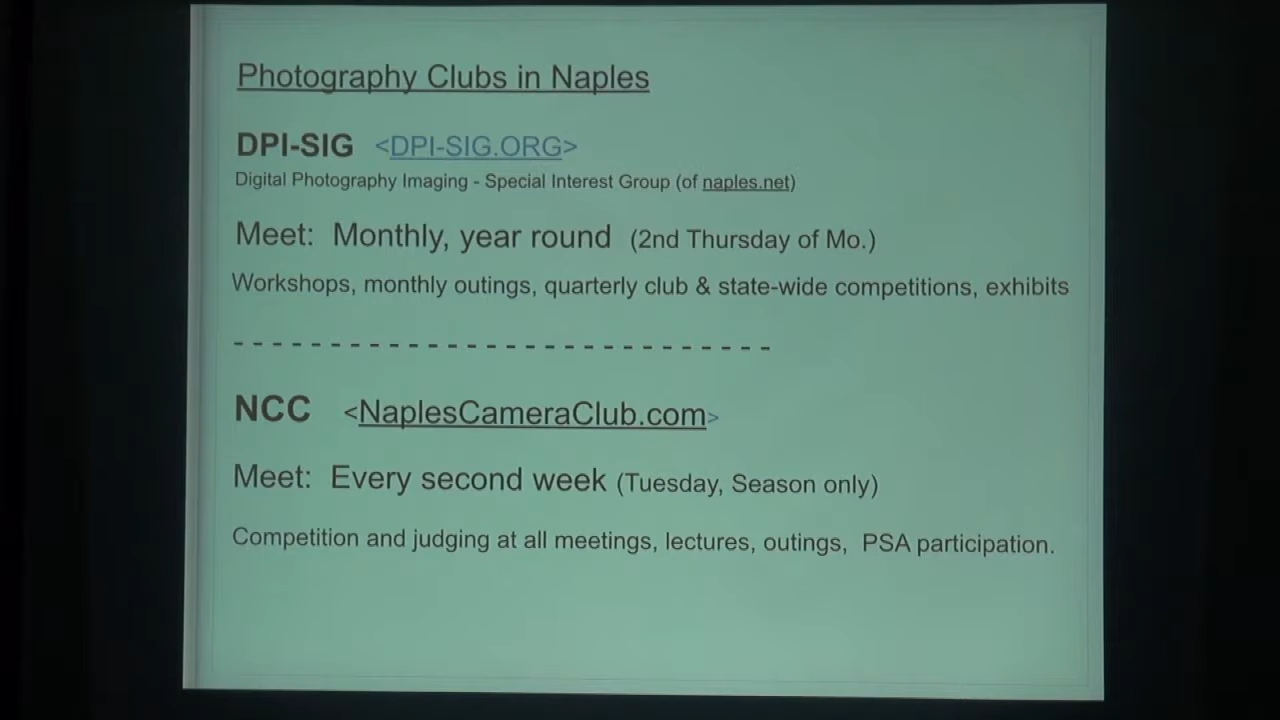 Photography Clubs in Naples
DPI-SIG <DPI-SIG.ORG>
Digital Photography Imaging - Special Interest Group (of naples.net)
Meet: Monthly, year round (2nd Thursday of Mo.)
Workshops, monthly outings, quarterly club & state-wide competitions, exhibits
- - - - - - - - - - - - - - - - - - - - - - - - - - - -
NCC <NaplesCameraClub.com>
Meet: Every second week (Tuesday, Season only)
Competition and judging at all meetings, lectures, outings, PSA participation.